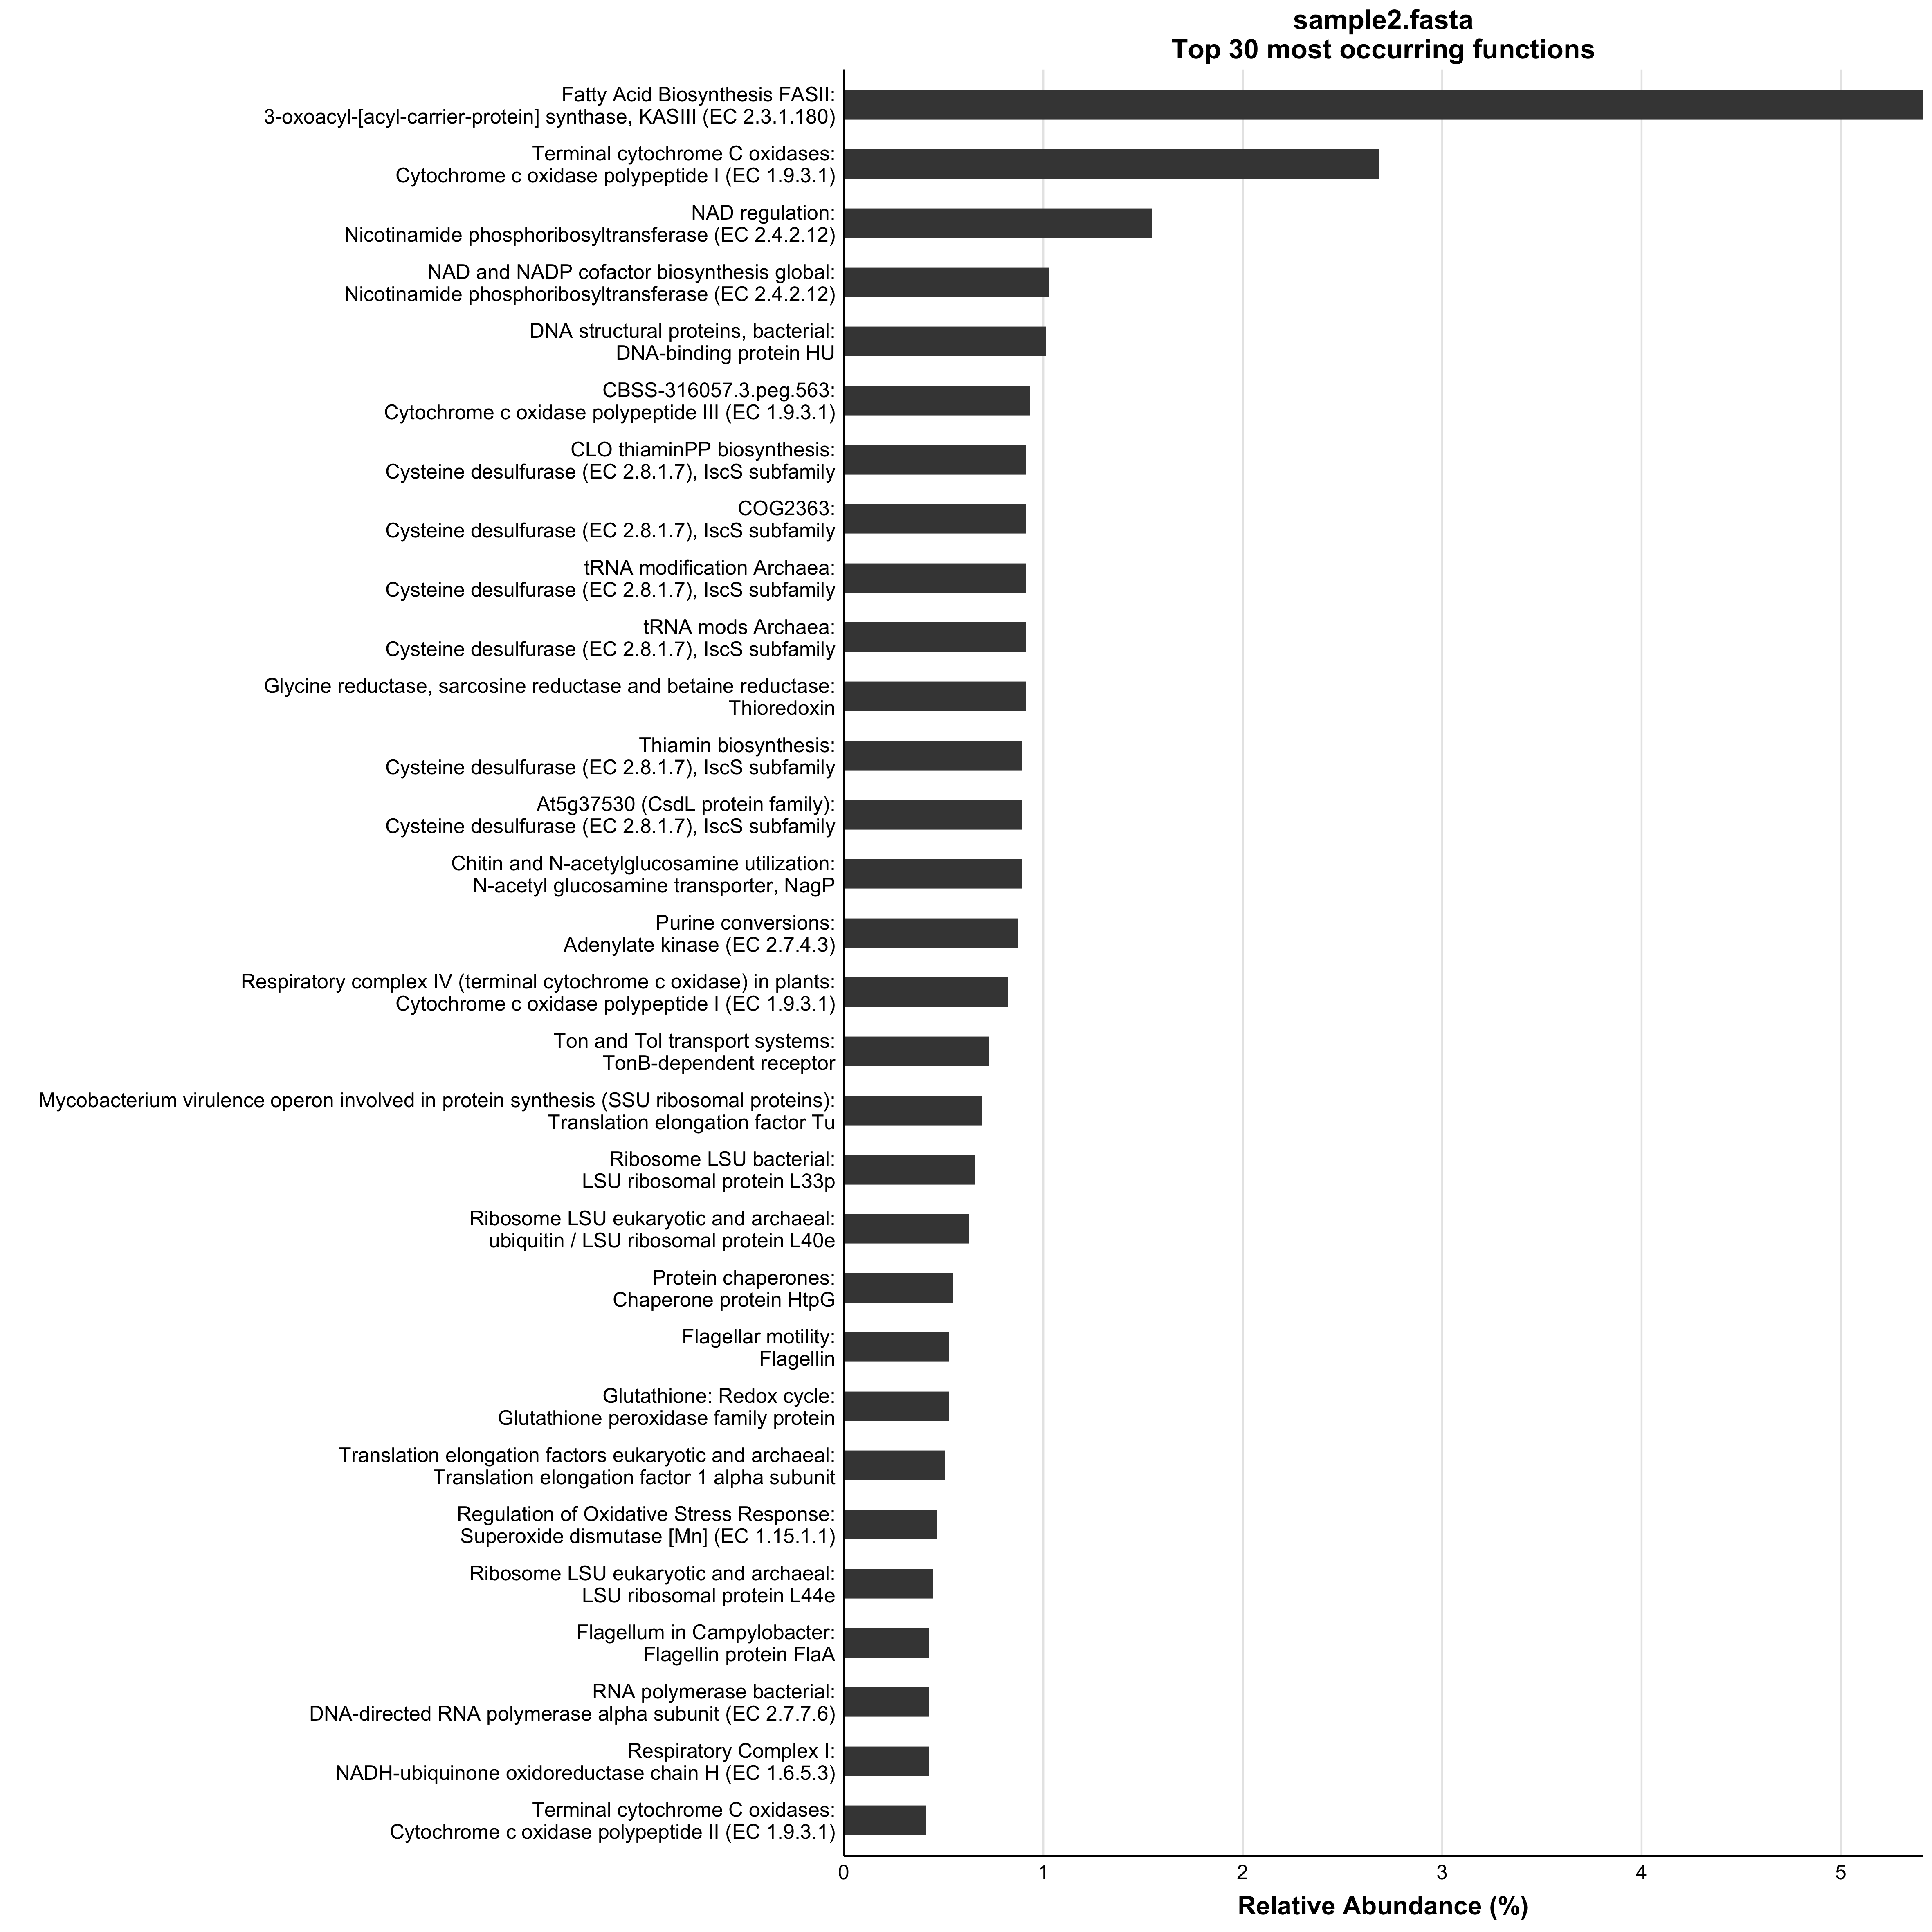 sample2.fasta
Top 30 most occurring functions
Fatty Acid Biosynthesis FASII:
3-oxoacyl-[acyl-carrier-protein] synthase, KASIII (EC 2.3.1.180)
Terminal cytochrome C oxidases:
Cytochrome c oxidase polypeptide I (EC 1.9.3.1)
NAD regulation:
Nicotinamide phosphoribosyltransferase (EC 2.4.2.12)
NAD and NADP cofactor biosynthesis global:
Nicotinamide phosphoribosyltransferase (EC 2.4.2.12)
DNA structural proteins, bacterial:
DNA-binding protein HU
CBSS-316057.3.peg.563:
Cytochrome c oxidase polypeptide III (EC 1.9.3.1)
CLO thiaminPP biosynthesis:
Cysteine desulfurase (EC 2.8.1.7), IscS subfamily
COG2363:
Cysteine desulfurase (EC 2.8.1.7), IscS subfamily
tRNA modification Archaea:
Cysteine desulfurase (EC 2.8.1.7), IscS subfamily
tRNA mods Archaea:
Cysteine desulfurase (EC 2.8.1.7), IscS subfamily
Glycine reductase, sarcosine reductase and betaine reductase:
Thioredoxin
Thiamin biosynthesis:
Cysteine desulfurase (EC 2.8.1.7), IscS subfamily
At5g37530 (CsdL protein family):
Cysteine desulfurase (EC 2.8.1.7), IscS subfamily
Chitin and N-acetylglucosamine utilization:
N-acetyl glucosamine transporter, NagP
Purine conversions:
Adenylate kinase (EC 2.7.4.3)
Respiratory complex IV (terminal cytochrome c oxidase) in plants:
Cytochrome c oxidase polypeptide I (EC 1.9.3.1)
Ton and Tol transport systems:
TonB-dependent receptor
Mycobacterium virulence operon involved in protein synthesis (SSU ribosomal proteins):
Translation elongation factor Tu
Ribosome LSU bacterial:
LSU ribosomal protein L33p
Ribosome LSU eukaryotic and archaeal:
ubiquitin / LSU ribosomal protein L40e
Protein chaperones:
Chaperone protein HtpG
Flagellar motility:
Flagellin
Glutathione: Redox cycle:
Glutathione peroxidase family protein
Translation elongation factors eukaryotic and archaeal:
Translation elongation factor 1 alpha subunit
Regulation of Oxidative Stress Response:
Superoxide dismutase [Mn] (EC 1.15.1.1)
Ribosome LSU eukaryotic and archaeal:
LSU ribosomal protein L44e
Flagellum in Campylobacter:
Flagellin protein FlaA
RNA polymerase bacterial:
DNA-directed RNA polymerase alpha subunit (EC 2.7.7.6)
Respiratory Complex I:
NADH-ubiquinone oxidoreductase chain H (EC 1.6.5.3)
Terminal cytochrome C oxidases:
Cytochrome c oxidase polypeptide II (EC 1.9.3.1)
0 1 2 3 4 5
Relative Abundance (%)